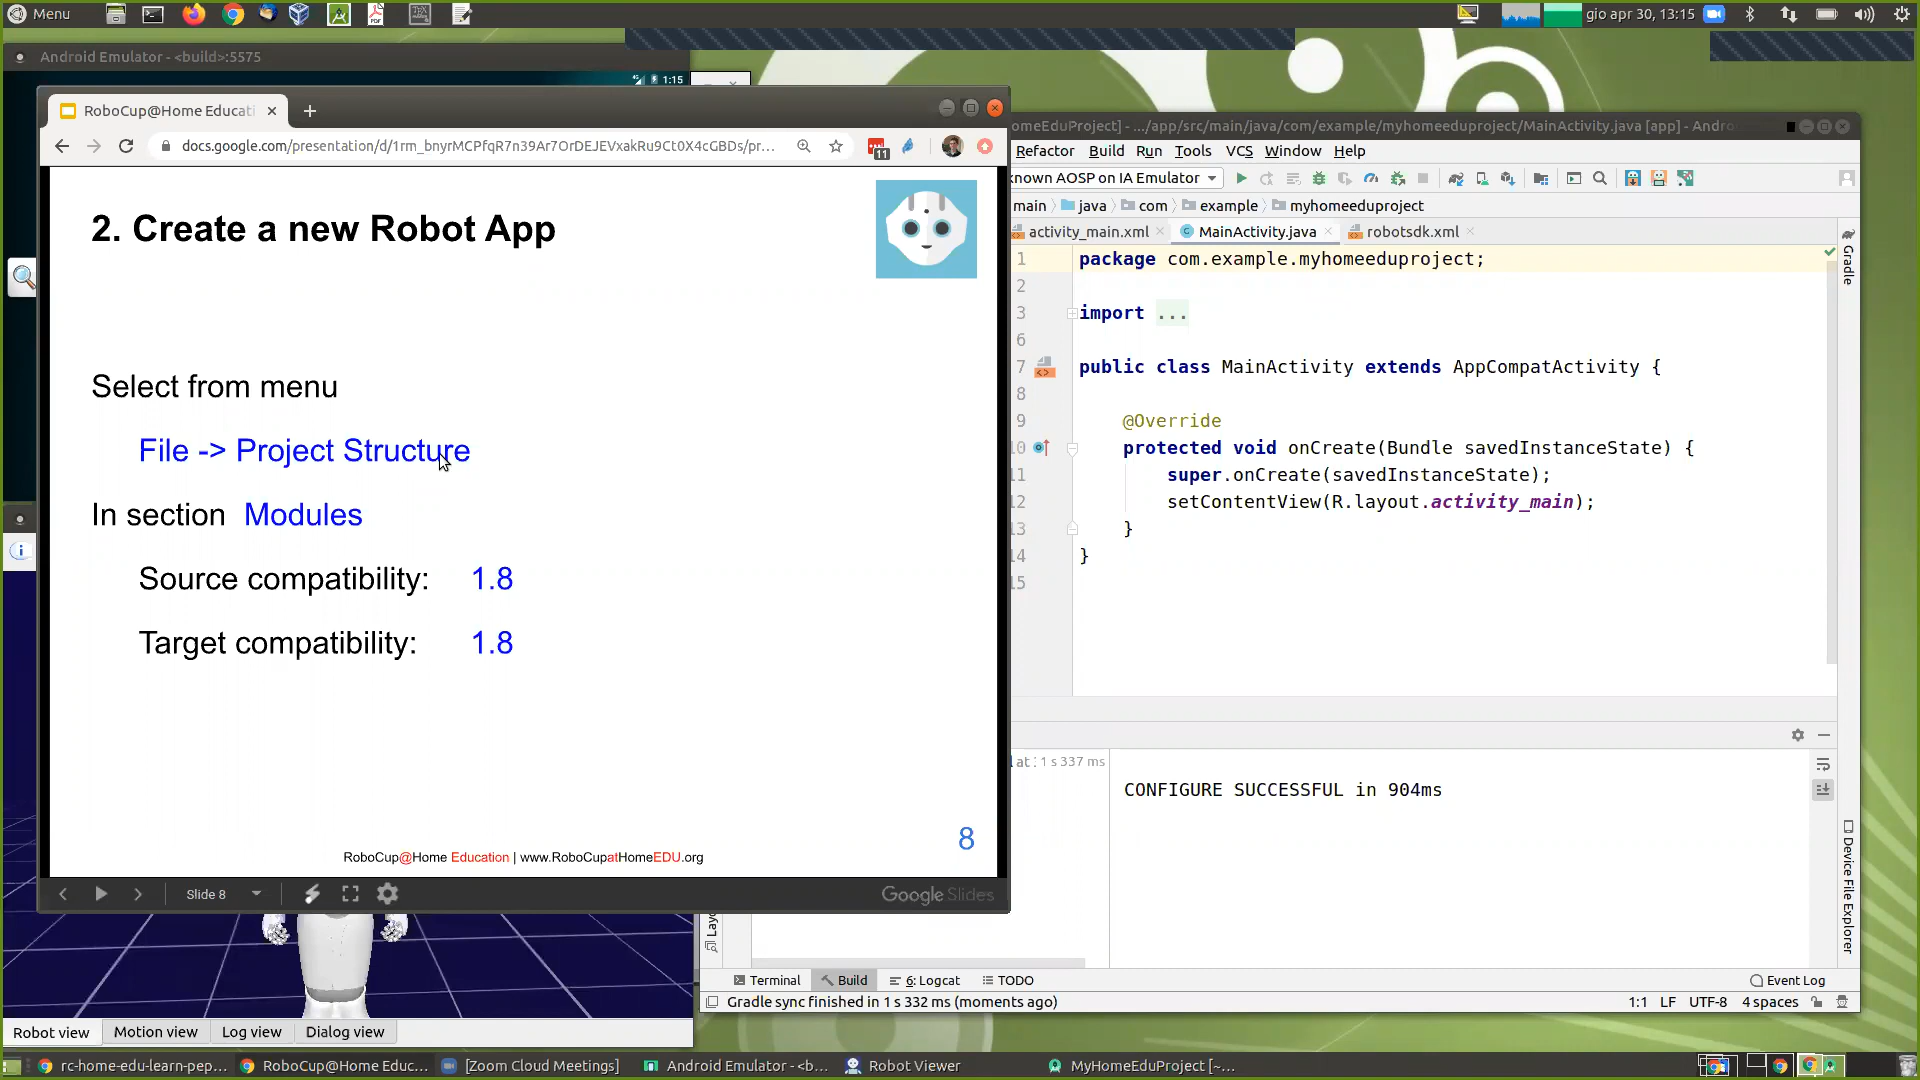 Menu
gio apr 30, 13:15
Android Emulator - <build>:5575
1:15
RoboCup@Home Educati
docs.google.com/presentation/d/1rm_bnyrMCPfqR7n39Ar7OrDEJEVxakRu9Ct0X4cGBDs/pr...
11
2. Create a new Robot App
Select from menu
File -> Project Structure
In section Modules
Source compatibility: 1.8
Target compatibility: 1.8
8
RoboCup@Home Education | www.RoboCupatHomeEDU.org
Slide 8
Google Slides
omeEduProject] - .../app/src/main/java/com/example/myhomeeduproject/MainActivity.java [app] - Andro
Refactor Build Run Tools VCS Window Help
known AOSP on IA Emulator
main java com example myhomeeduproject
activity_main.xml MainActivity.java robotsdk.xml
Gradle
1 package com.example.myhomeeduproject;
2
3 import ...
6
7 public class MainActivity extends AppCompatActivity {
8
9 @Override
10 protected void onCreate(Bundle savedInstanceState) {
11 super.onCreate(savedInstanceState);
12 setContentView(R.layout.activity_main);
13 }
14 }
15
at: 1 s 337 ms
CONFIGURE SUCCESSFUL in 904ms
Device File Explorer
Terminal Build 6: Logcat TODO Event Log
Gradle sync finished in 1 s 332 ms (moments ago) 1:1 LF UTF-8 4 spaces
Robot view Motion view Log view Dialog view
rc-home-edu-learn-pep... RoboCup@Home Educ... [Zoom Cloud Meetings] Android Emulator - <b... Robot Viewer MyHomeEduProject [~...